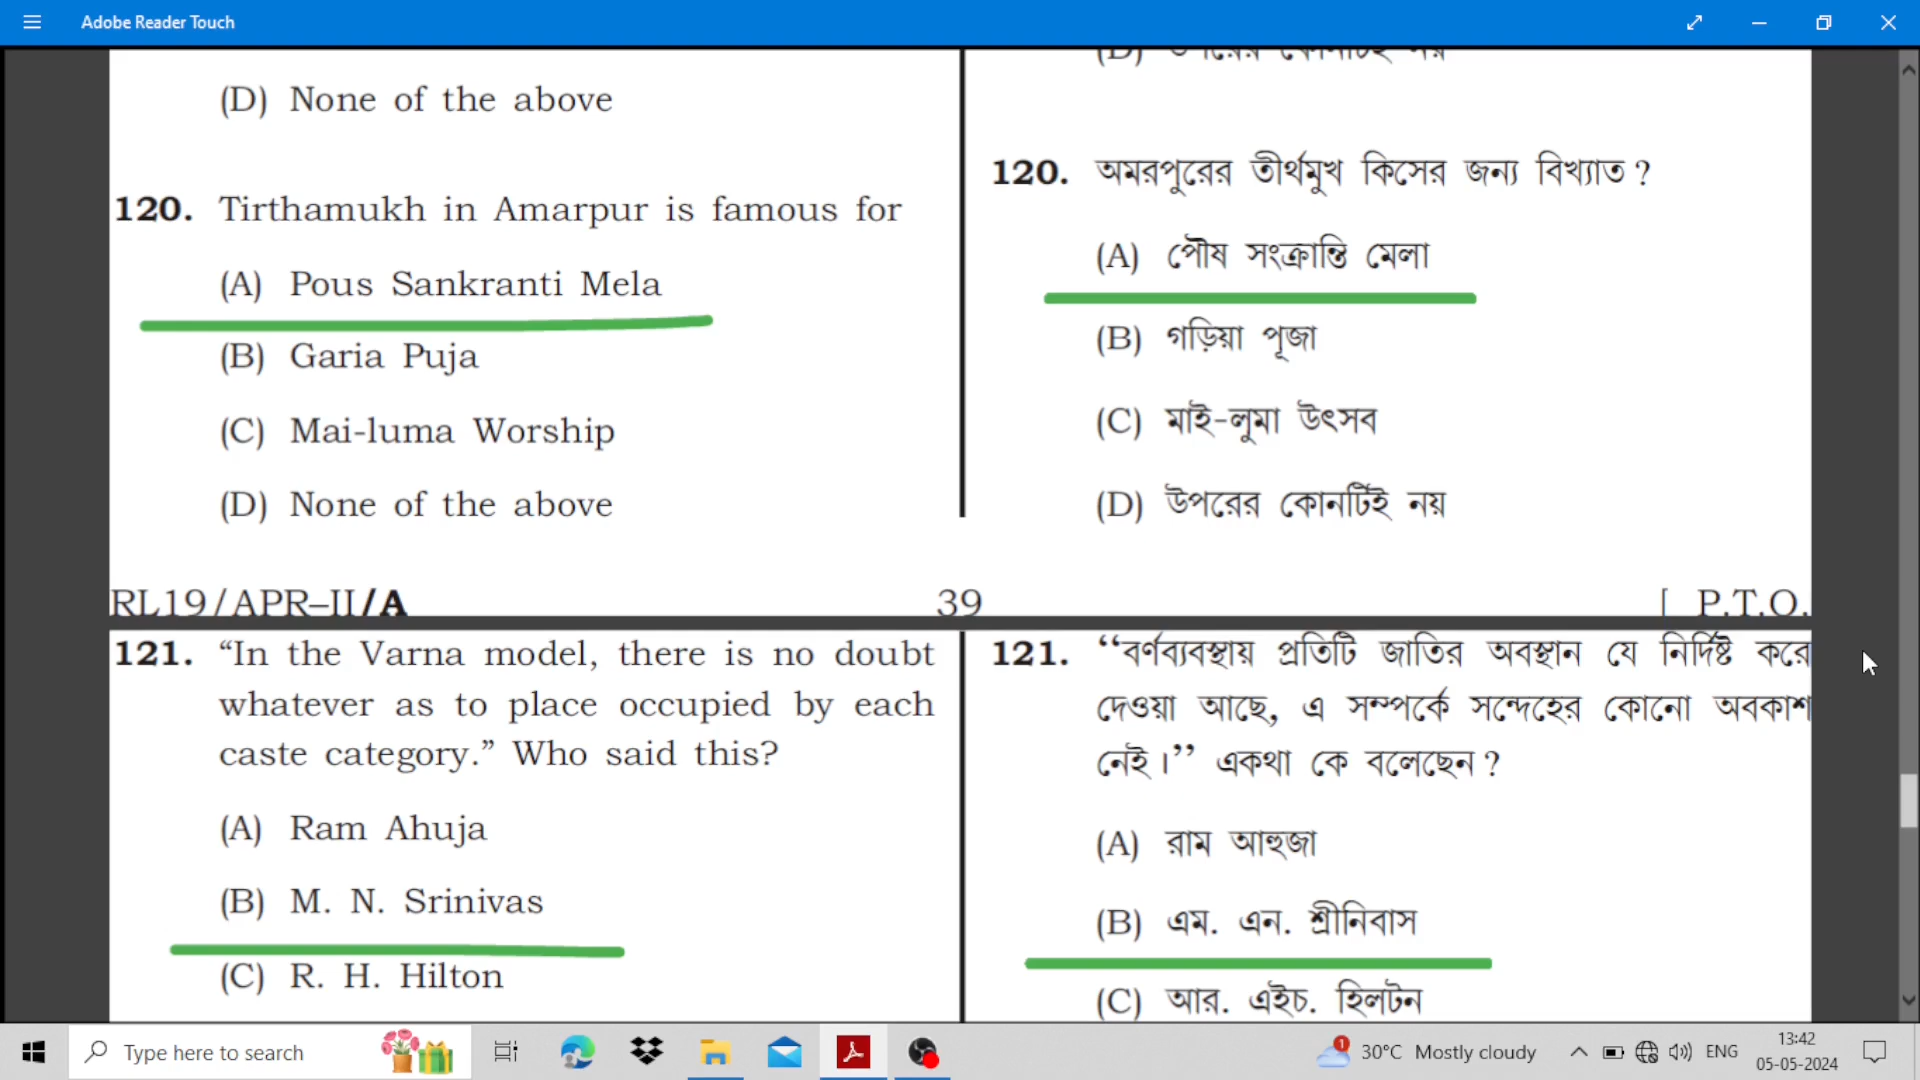 Adobe Reader Touch
(D) None of the above
120. Tirthamukh in Amarpur is famous for
(A) Pous Sankranti Mela
(B) Garia Puja
(C) Mai-luma Worship
(D) None of the above
(D) উপরের কোনটিই নয়
120. অমরপুরের তীর্থমুখ কিসের জন্য বিখ্যাত ?
(A) পৌষ সংক্রান্তি মেলা
(B) গড়িয়া পূজা
(C) মাই-লুমা উৎসব
(D) উপরের কোনটিই নয়
RL19/APR–II/A 39 [ P.T.O.
121. “In the Varna model, there is no doubt
whatever as to place occupied by each
caste category.” Who said this?
(A) Ram Ahuja
(B) M. N. Srinivas
(C) R. H. Hilton
121. ‘‘বর্ণব্যবস্থায় প্রতিটি জাতির অবস্থান যে নির্দিষ্ট করে
দেওয়া আছে, এ সম্পর্কে সন্দেহের কোনো অবকাশ
নেই।’’ একথা কে বলেছেন ?
(A) রাম আহুজা
(B) এম. এন. শ্রীনিবাস
(C) আর. এইচ. হিলটন
Type here to search
1
30°C Mostly cloudy
ENG
13:42
05-05-2024